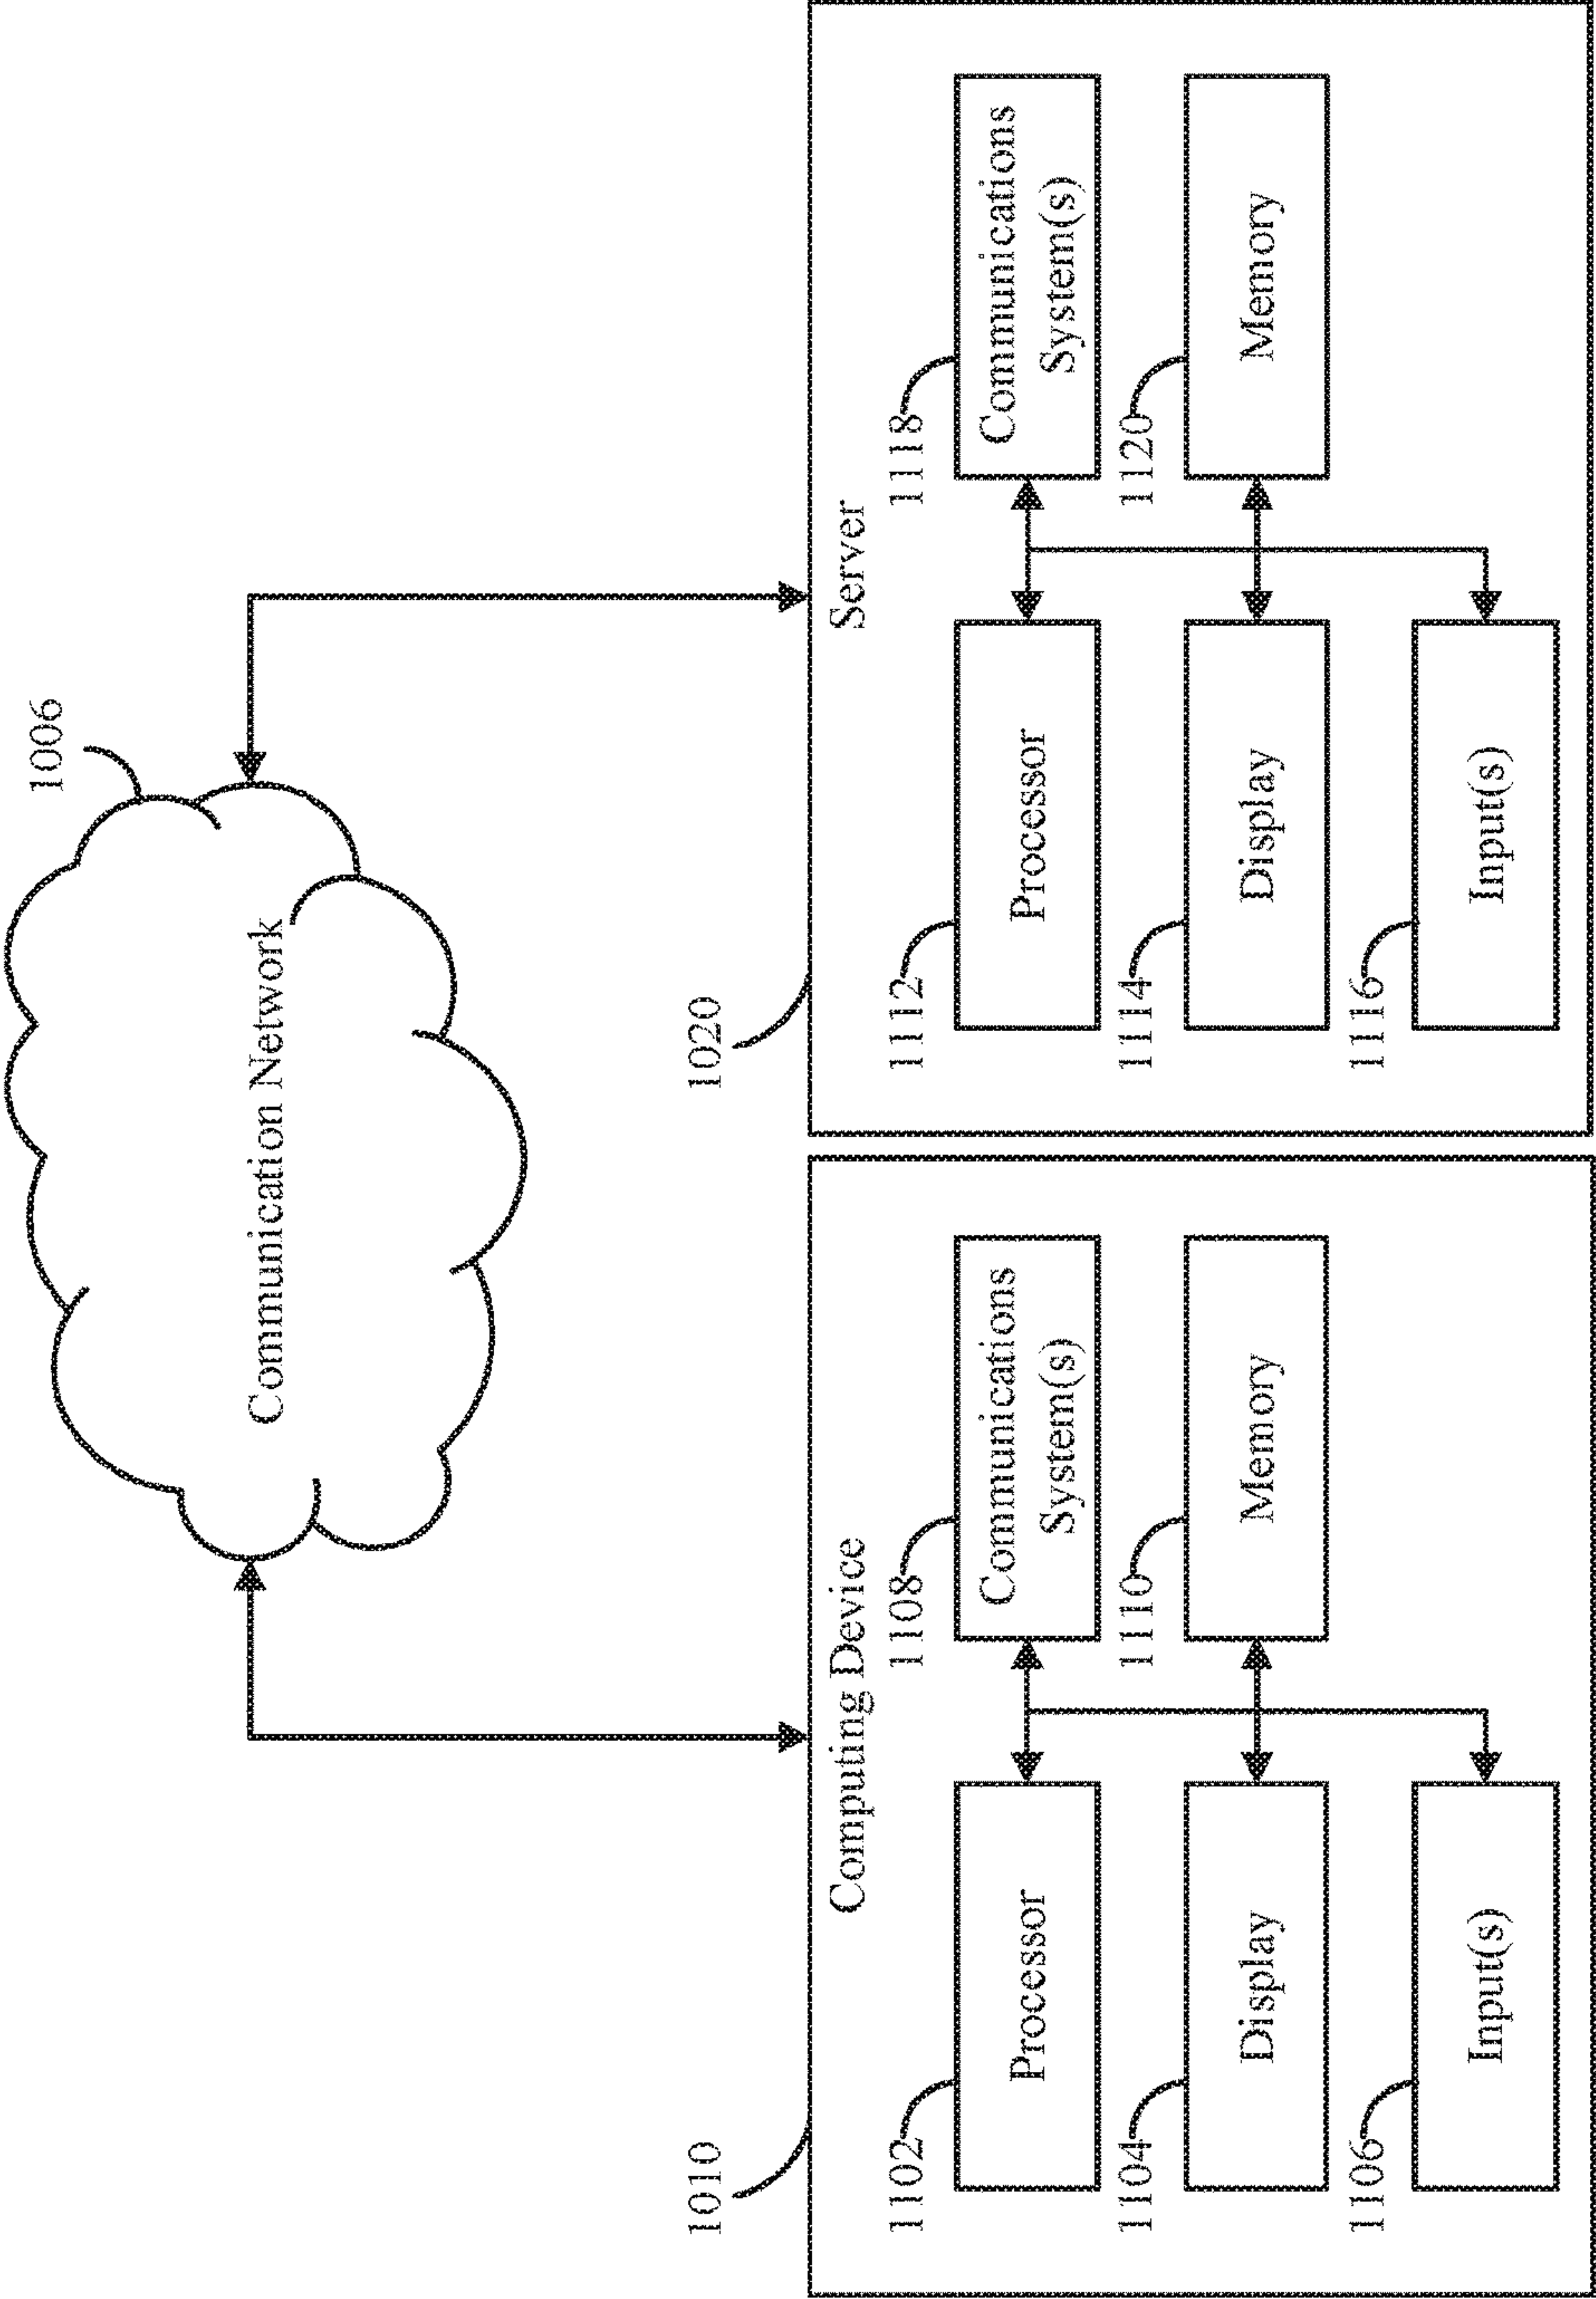 1006
Communication Network
1010
Computing Device
1102
Processor
1108
Communications
System(s)
1104
Display
1110
Memory
1106
Input(s)
1020
Server
1112
Processor
1118
Communications
System(s)
1114
Display
1120
Memory
1116
Input(s)